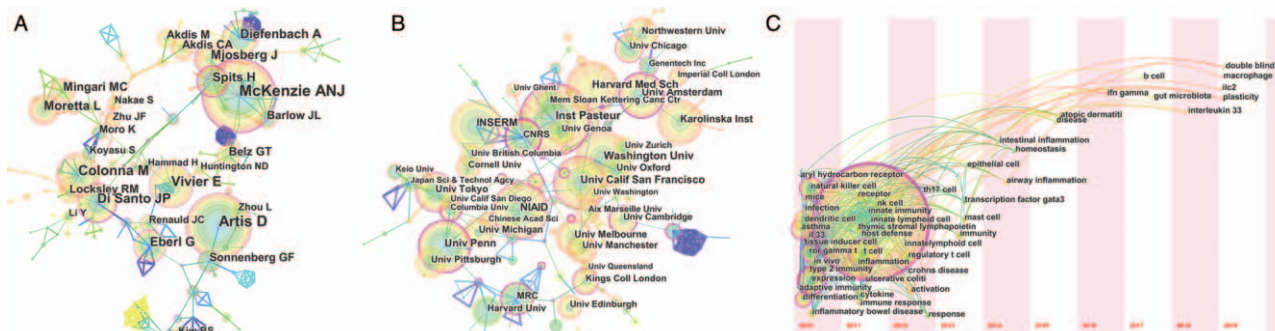 A
Akdis M
Diefenbach A
Akdis CA
Mjosberg J
Mingari MC
Spits H
McKenzie ANJ
Moretta L
Nakae S
Zhu JF
Barlow JL
Moro K
Koyasu S
Belz GT
Colonna M
Hammad H
Huntington ND
Locksley RM
Vivier E
Di Santo JP
Li Y
Zhou L
Renauld JC
Artis D
Eberl G
Sonnenberg GF
Kim BS
B
Northwestern Univ
Univ Chicago
Genentech Inc
Imperial Coll London
Univ Ghent
Harvard Med Sch
Univ Amsterdam
Mem Sloan Kettering Canc Ctr
INSERM
Inst Pasteur
Karolinska Inst
CNRS
Univ Genoa
Univ British Columbia
Univ Zurich
Keio Univ
Cornell Univ
Washington Univ
Univ Oxford
Japan Sci & Technol Agcy
Univ Calif San Francisco
Univ Tokyo
Univ Calif San Diego
Univ Washington
Columbia Univ
NIAID
Aix Marseille Univ
Chinese Acad Sci
Univ Cambridge
Univ Michigan
Univ Penn
Univ Melbourne
Univ Manchester
Univ Pittsburgh
Univ Queensland
Kings Coll London
MRC
Harvard Univ
Univ Edinburgh
C
double blind
b cell
macrophage
ilc2
ifn gamma
gut microbiota
plasticity
interleukin 33
atopic dermatiti
disease
intestinal inflammation
homeostasis
epithelial cell
aryl hydrocarbon receptor
airway inflammation
natural killer cell
th17 cell
receptor
mice
transcription factor gata3
nk cell
infection
innate immunity
dendritic cell
innate lymphoid cell
mast cell
asthma
thymic stromal lymphopoietin
il 33
host defense
immunity
tissue inducer cell
innatelymphoid cell
ror gamma t
t cell
regulatory t cell
in vivo
inflammation
type 2 immunity
crohns disease
expression
ulcerative coliti
adaptive immunity
activation
differentiation
cytokine
immune response
inflammatory bowel disease
response